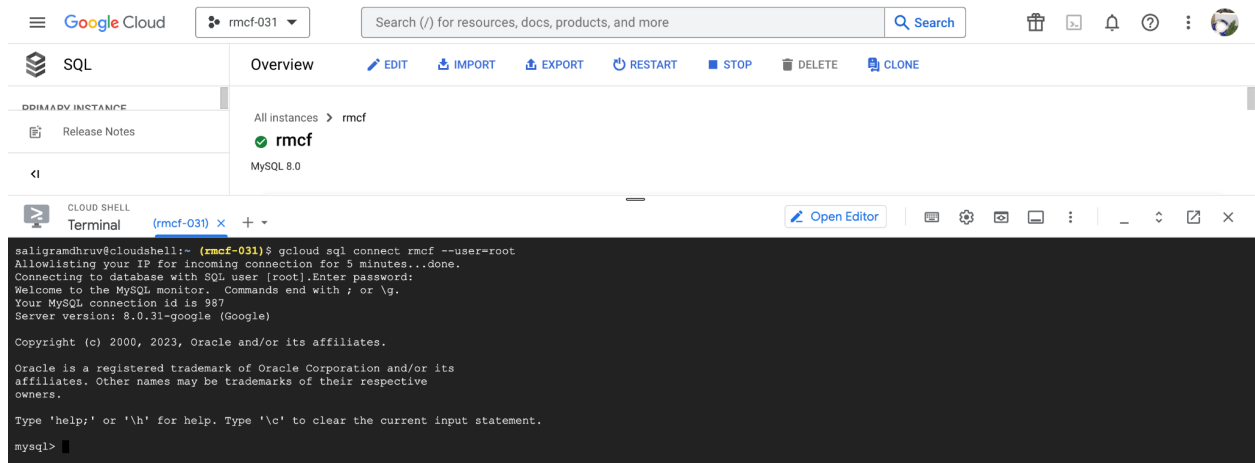 Google Cloud
rmcf-031
Search (/) for resources, docs, products, and more
Search
SQL
Overview
EDIT
IMPORT
EXPORT
RESTART
STOP
DELETE
CLONE
PRIMARY INSTANCE
Release Notes
All instances > rmcf
rmcf
MySQL 8.0
CLOUD SHELL
Terminal
(rmcf-031)
Open Editor
saligramdhruv@cloudshell:~ (rmcf-031)$ gcloud sql connect rmcf --user=root
Allowlisting your IP for incoming connection for 5 minutes...done.
Connecting to database with SQL user [root].Enter password:
Welcome to the MySQL monitor.  Commands end with ; or \g.
Your MySQL connection id is 987
Server version: 8.0.31-google (Google)
Copyright (c) 2000, 2023, Oracle and/or its affiliates.
Oracle is a registered trademark of Oracle Corporation and/or its
affiliates. Other names may be trademarks of their respective
owners.
Type 'help;' or '\h' for help. Type '\c' to clear the current input statement.
mysql>